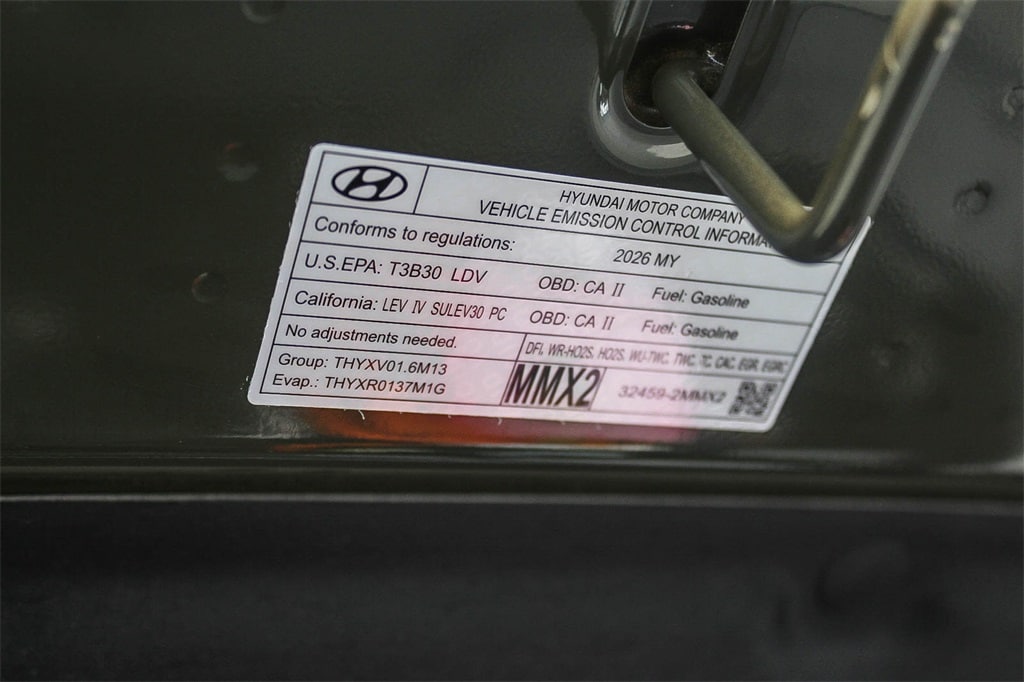 HYUNDAI MOTOR COMPANY
VEHICLE EMISSION CONTROL
Conforms to regulations: 2026 MY
U.S.EPA: T3B30 LDV OBD: CA II Fuel: Gasoline
California: LEV IV SULEV30 PC OBD: CA II Fuel: Gasoline
No adjustments needed. DFI, WR-HO2S, HO2S, WU-TWC, TWC, TC, CAC, EGR, EGRC
Group: THYXV01.6M13
Evap.: THYXR0137M1G
MMX2
32459-2MMX2